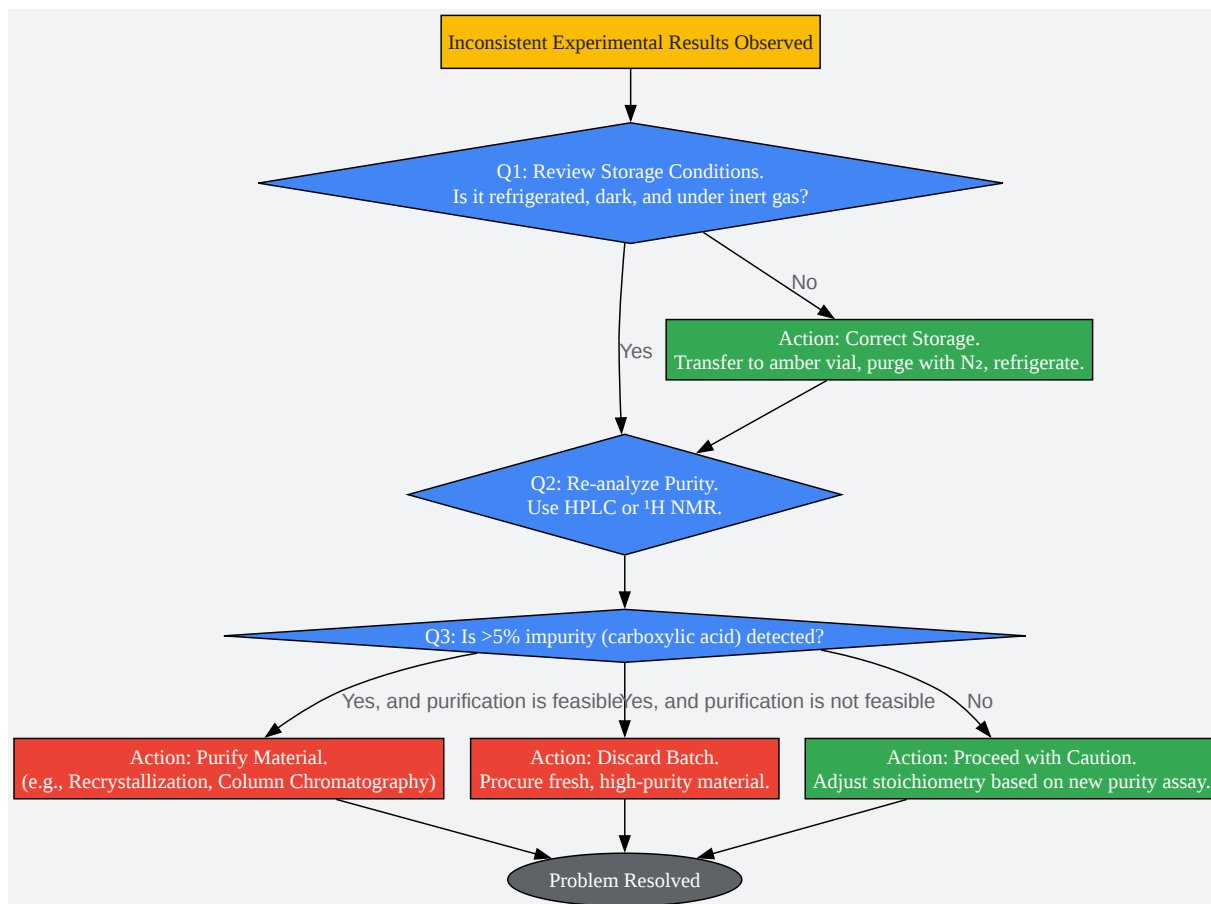 Inconsistent Experimental Results Observed
Q1: Review Storage Conditions.
Is it refrigerated, dark, and under inert gas?
No
Yes
Action: Correct Storage.
Transfer to amber vial, purge with N₂, refrigerate.
Q2: Re-analyze Purity.
Use HPLC or ¹H NMR.
Q3: Is >5% impurity (carboxylic acid) detected?
Yes, and purification is feasible
Yes, and purification is not feasible
No
Action: Purify Material.
(e.g., Recrystallization, Column Chromatography)
Action: Discard Batch.
Procure fresh, high-purity material.
Action: Proceed with Caution.
Adjust stoichiometry based on new purity assay.
Problem Resolved